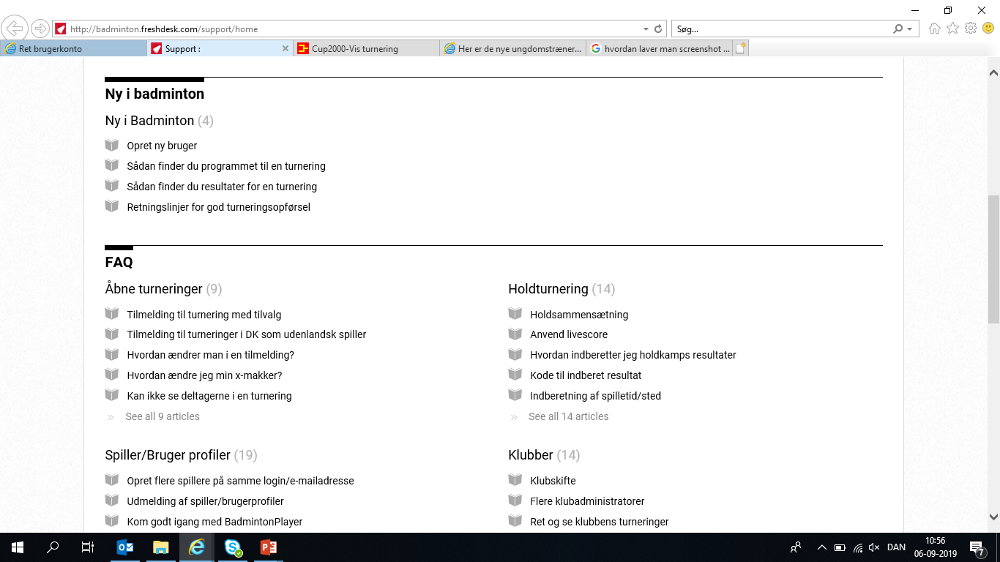 http://badminton.freshdesk.com/support/home
Søg...
Ret brugerkonto
Support :
Cup2000-Vis turnering
Her er de nye ungdomstræner...
hvordan laver man screenshot ...
Ny i badminton
Ny i Badminton (4)
Opret ny bruger
Sådan finder du programmet til en turnering
Sådan finder du resultater for en turnering
Retningslinjer for god turneringsopførsel
FAQ
Åbne turneringer (9)
Tilmelding til turnering med tilvalg
Tilmelding til turneringer i DK som udenlandsk spiller
Hvordan ændrer man i en tilmelding?
Hvordan ændre jeg min x-makker?
Kan ikke se deltagerne i en turnering
See all 9 articles
Holdturnering (14)
Holdsammensætning
Anvend livescore
Hvordan indberetter jeg holdkamps resultater
Kode til indberet resultat
Indberetning af spilletid/sted
See all 14 articles
Spiller/Bruger profiler (19)
Opret flere spillere på samme login/e-mailadresse
Udmelding af spiller/brugerprofiler
Kom godt igang med BadmintonPlayer
Klubber (14)
Klubskifte
Flere klubadministratorer
Ret og se klubbens turneringer
DAN
10:56
06-09-2019
7